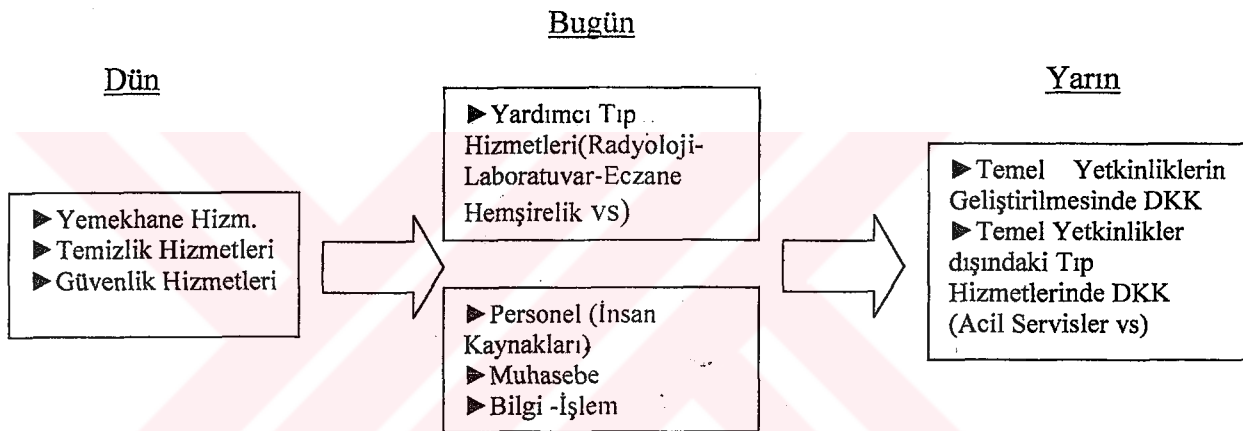 Dün
► Yemekhane Hizm.
► Temizlik Hizmetleri
► Güvenlik Hizmetleri
Bugün
► Yardımcı Tıp
Hizmetleri(Radyoloji-
Laboratuvar-Eczane
Hemşirelik vs)
► Personel (İnsan
Kaynakları)
► Muhasebe
► Bilgi -İşlem
Yarın
► Temel Yetkinliklerin
Geliştirilmesinde DKK
► Temel Yetkinlikler
dışındaki Tıp
Hizmetlerinde DKK
(Acil Servisler vs)